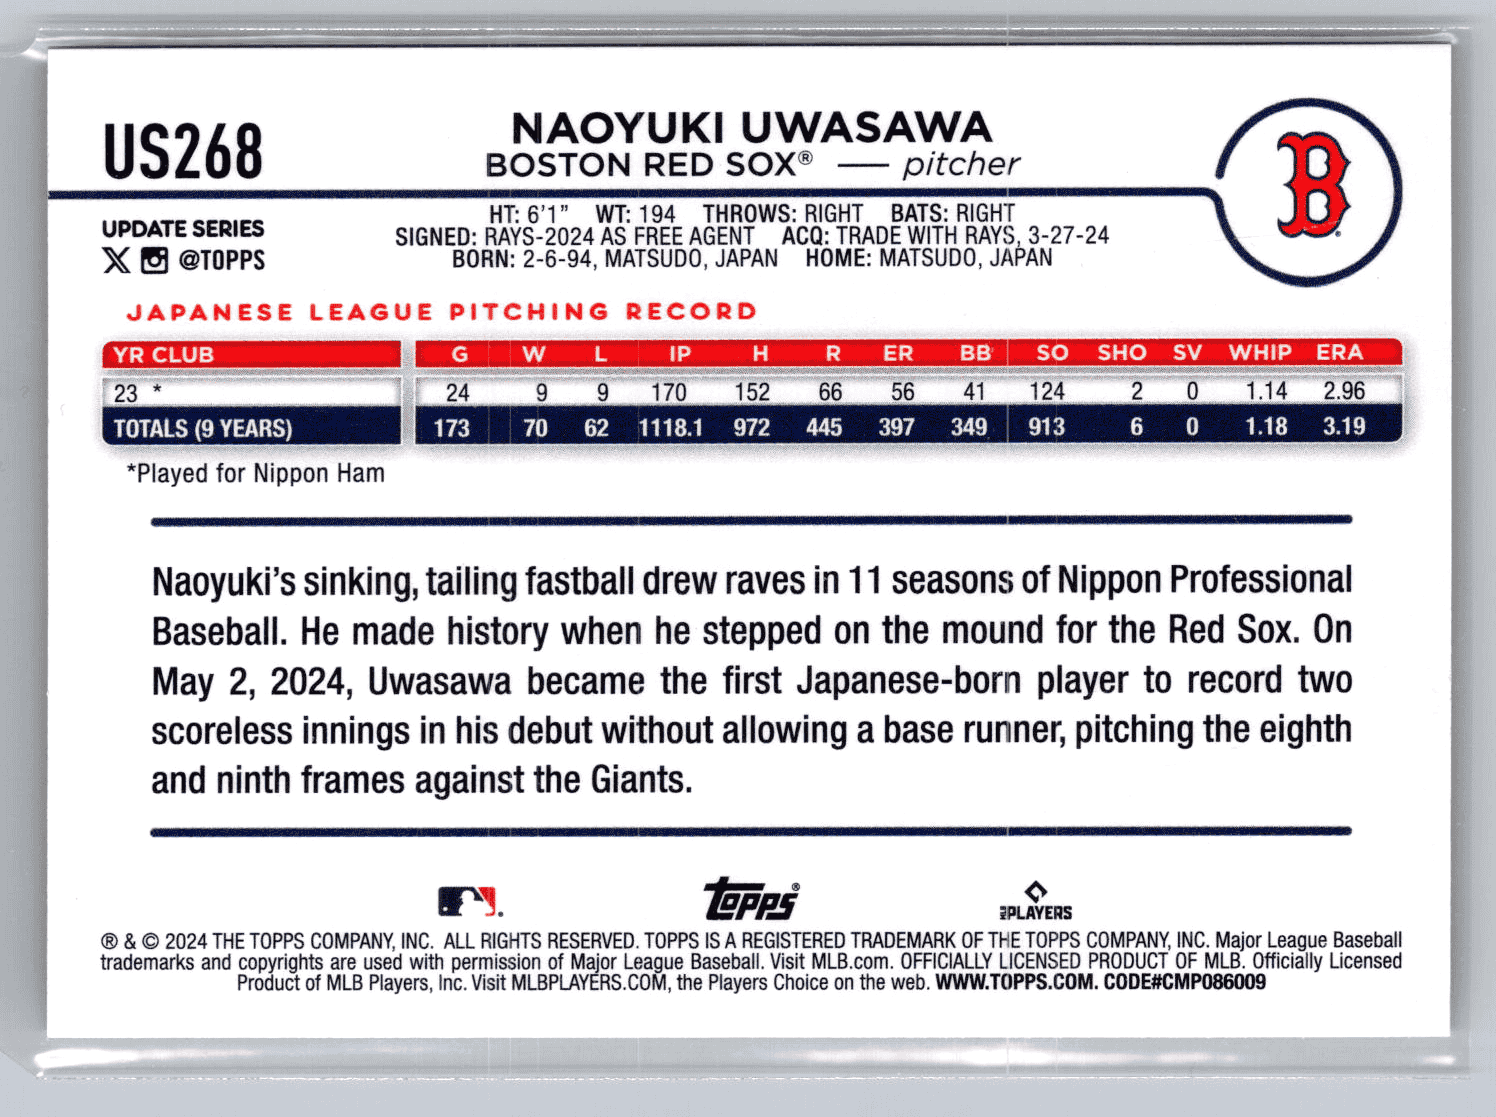 US268
NAOYUKI UWASAWA
BOSTON RED SOX® — pitcher
B
UPDATE SERIES
X @TOPPS
HT: 6'1" WT: 194 THROWS: RIGHT BATS: RIGHT
SIGNED: RAYS-2024 AS FREE AGENT ACQ: TRADE WITH RAYS, 3-27-24
BORN: 2-6-94, MATSUDO, JAPAN HOME: MATSUDO, JAPAN
JAPANESE LEAGUE PITCHING RECORD
YR CLUB G W L IP H R ER BB SO SHO SV WHIP ERA
23 * 24 9 9 170 152 66 56 41 124 2 0 1.14 2.96
TOTALS (9 YEARS) 173 70 62 1118.1 972 445 397 349 913 6 0 1.18 3.19
*Played for Nippon Ham
Naoyuki's sinking, tailing fastball drew raves in 11 seasons of Nippon Professional
Baseball. He made history when he stepped on the mound for the Red Sox. On
May 2, 2024, Uwasawa became the first Japanese-born player to record two
scoreless innings in his debut without allowing a base runner, pitching the eighth
and ninth frames against the Giants.
Topps®
MLB PLAYERS
® & © 2024 THE TOPPS COMPANY, INC. ALL RIGHTS RESERVED. TOPPS IS A REGISTERED TRADEMARK OF THE TOPPS COMPANY, INC. Major League Baseball
trademarks and copyrights are used with permission of Major League Baseball. Visit MLB.com. OFFICIALLY LICENSED PRODUCT OF MLB. Officially Licensed
Product of MLB Players, Inc. Visit MLBPLAYERS.COM, the Players Choice on the web. WWW.TOPPS.COM. CODE#CMP086009